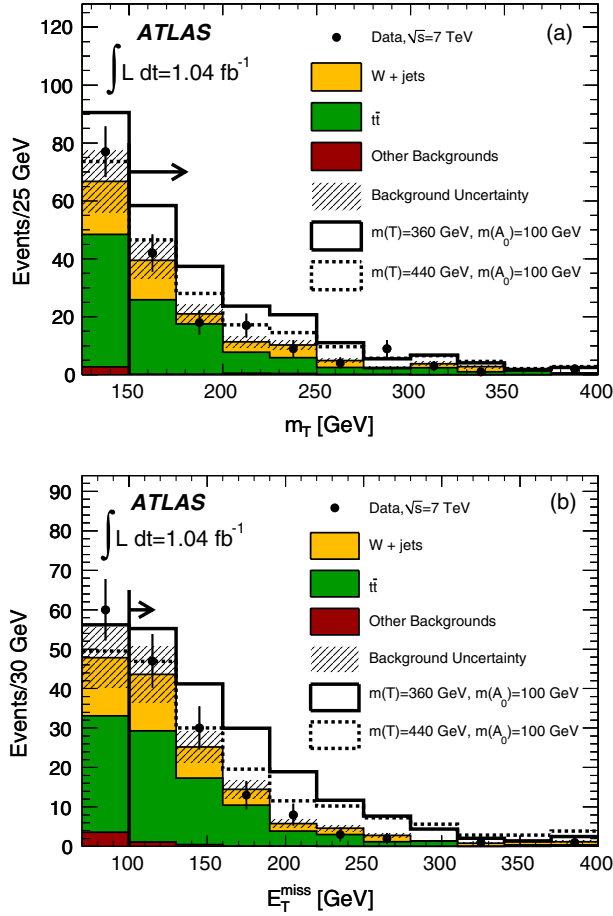 ATLAS
∫ L dt=1.04 fb⁻¹
(a)
Data,√s=7 TeV
W + jets
tt̄
Other Backgrounds
Background Uncertainty
m(T)=360 GeV, m(A₀)=100 GeV
m(T)=440 GeV, m(A₀)=100 GeV
Events/25 GeV
120
100
80
60
40
20
0
150 200 250 300 350 400
m_T [GeV]
ATLAS
∫ L dt=1.04 fb⁻¹
(b)
Data,√s=7 TeV
W + jets
tt̄
Other Backgrounds
Background Uncertainty
m(T)=360 GeV, m(A₀)=100 GeV
m(T)=440 GeV, m(A₀)=100 GeV
Events/30 GeV
90
80
70
60
50
40
30
20
10
0
100 150 200 250 300 350 400
E_T^miss [GeV]